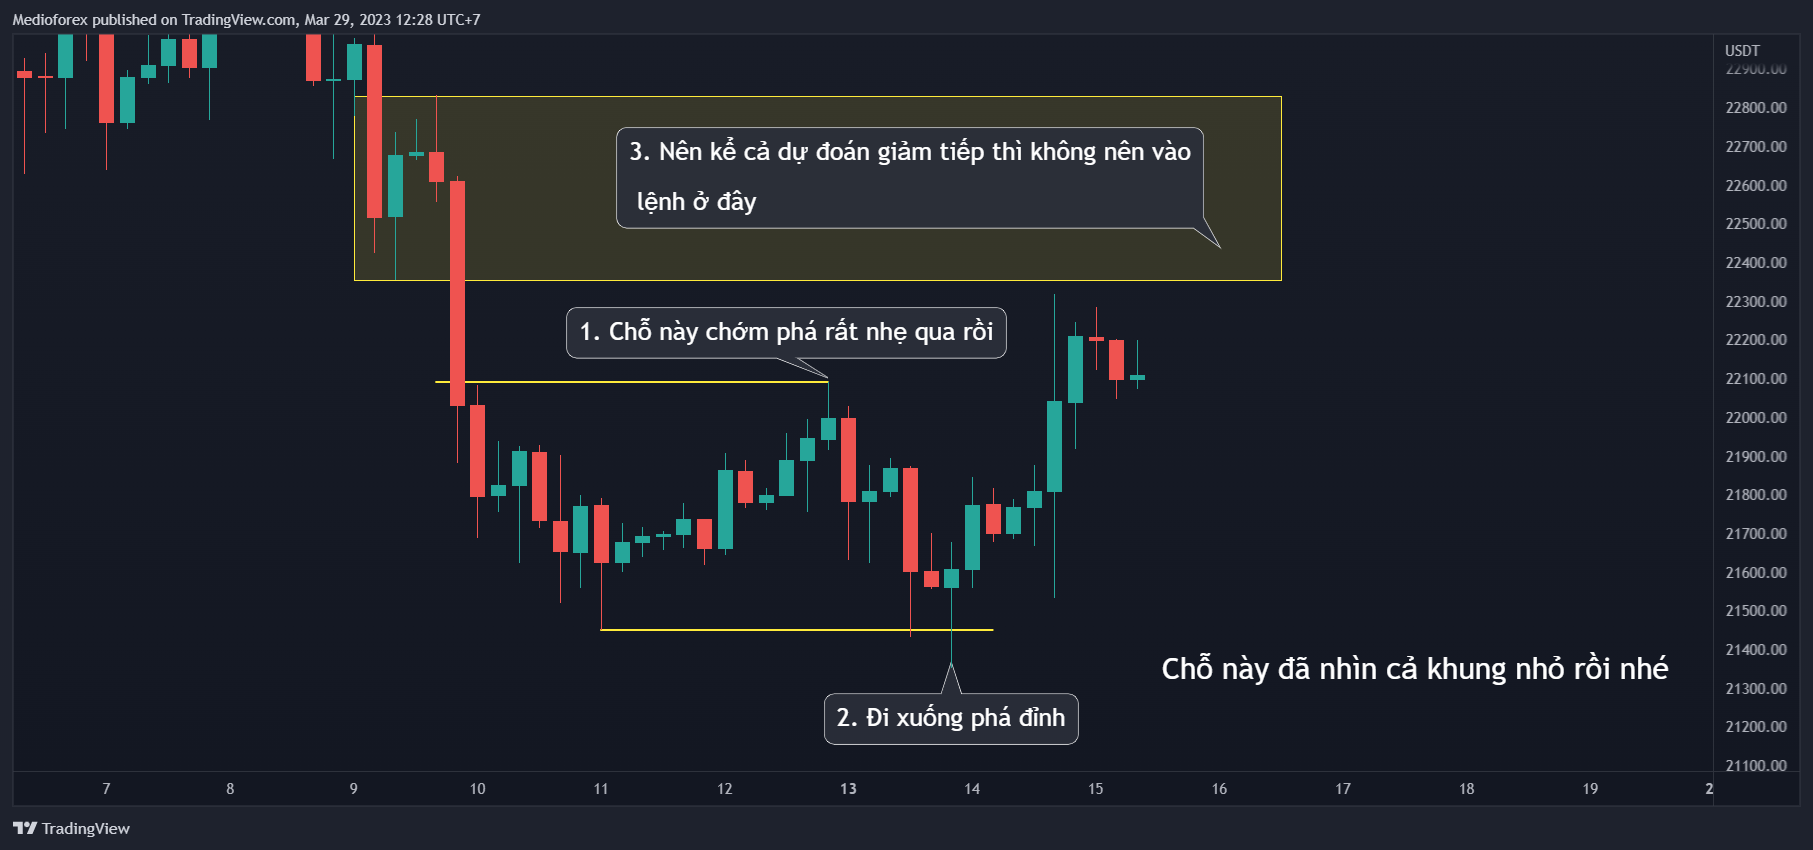 Medioforex published on TradingView.com, Mar 29, 2023 12:28 UTC+7
USDT
22900.00
22800.00
3. Nên kể cả dự đoán giảm tiếp thì không nên vào
lệnh ở đây
22700.00
22600.00
22500.00
22400.00
22300.00
1. Chỗ này chớm phá rất nhẹ qua rồi
22200.00
22100.00
22000.00
21900.00
21800.00
21700.00
21600.00
21500.00
21400.00
Chỗ này đã nhìn cả khung nhỏ rồi nhé
21300.00
2. Đi xuống phá đỉnh
21200.00
21100.00
7 8 9 10 11 12 13 14 15 16 17 18 19 2
TradingView